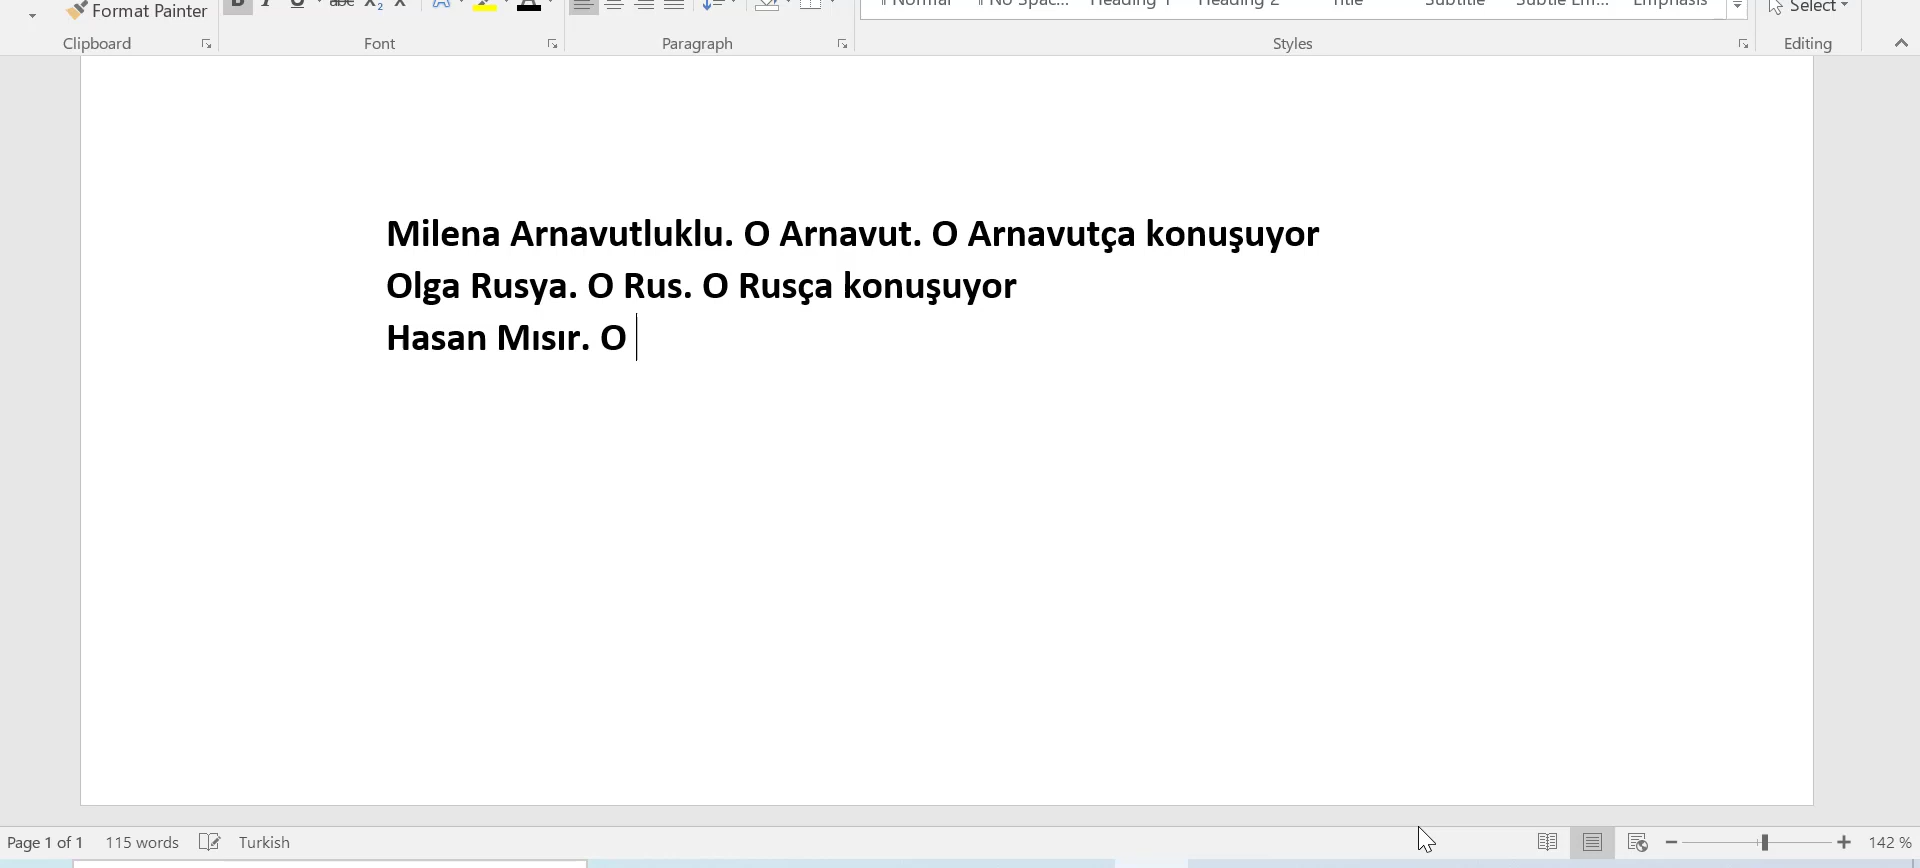 Format Painter
Select
Clipboard Font Paragraph Styles Editing
Milena Arnavutluklu. O Arnavut. O Arnavutça konuşuyor
Olga Rusya. O Rus. O Rusça konuşuyor
Hasan Mısır. O
Page 1 of 1 115 words Turkish 142 %